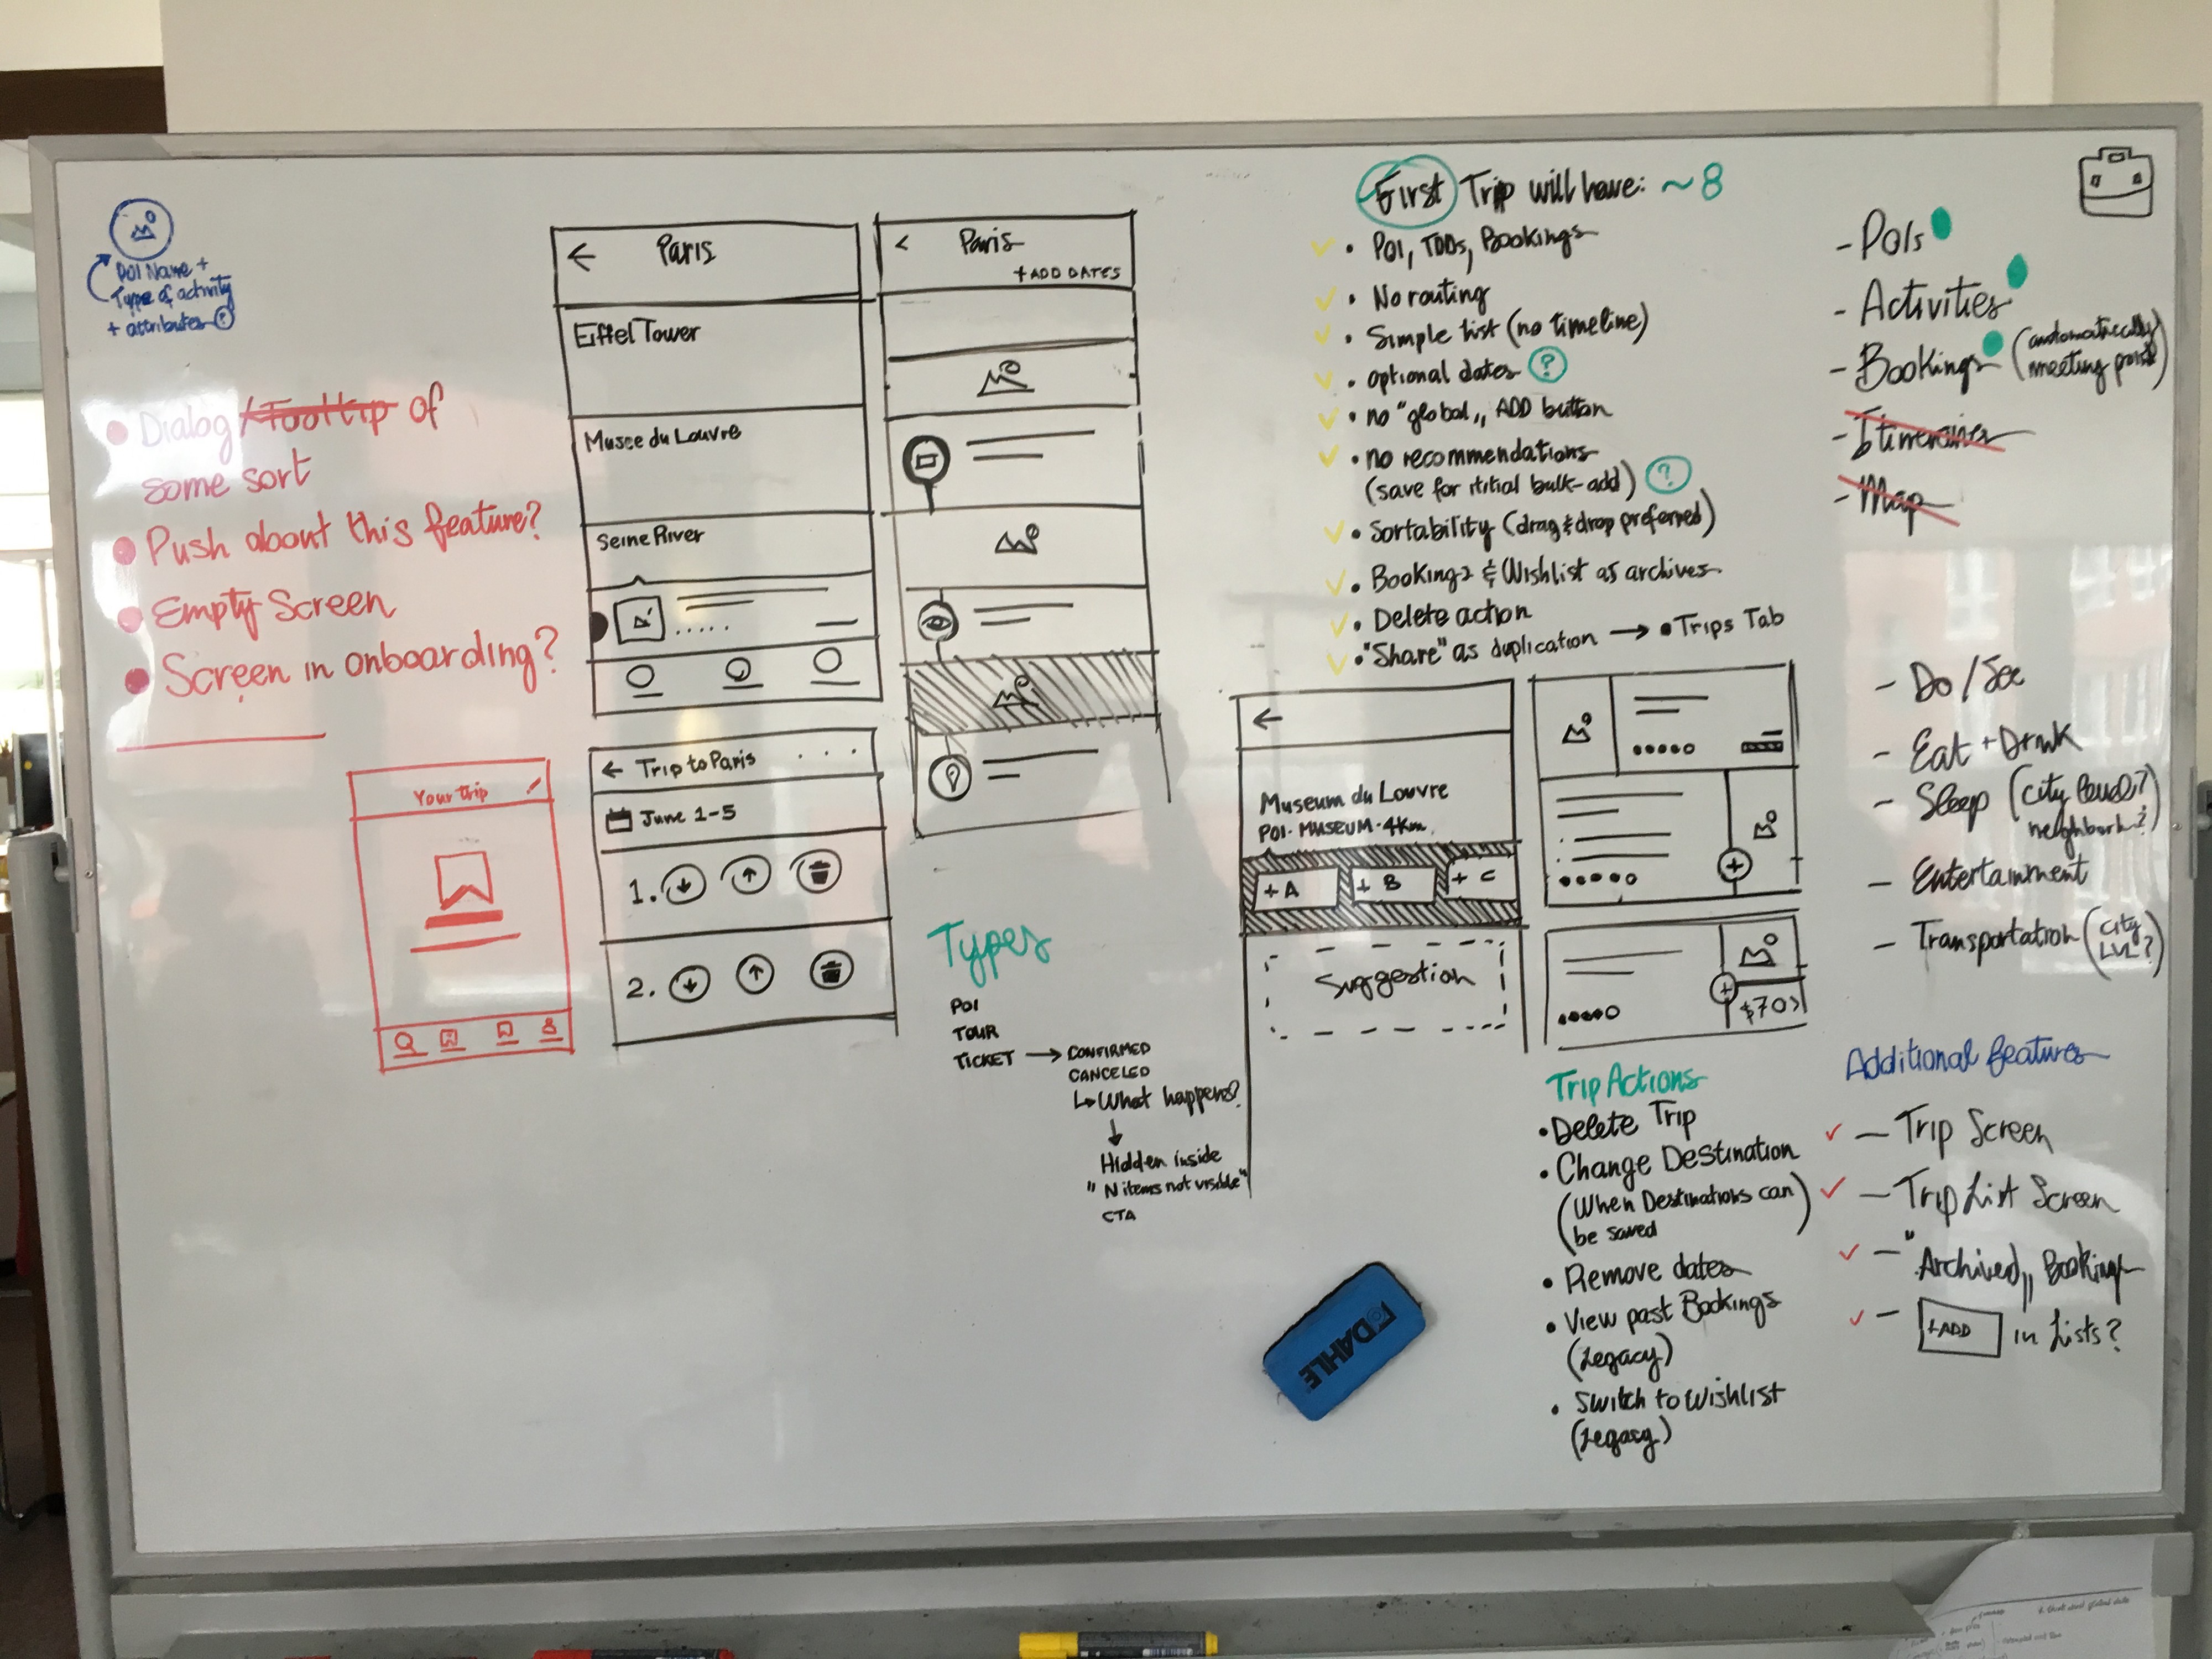 POI Name +
Type of activity
+ attributes ?
Dialog / Tooltip of
some sort
Push about this feature?
Empty Screen
Screen in onboarding?
Your trip
← Paris
Eiffel Tower
Musee du Louvre
Seine River
< Paris
+ ADD DATES
← Trip to Paris . . .
June 1-5
1.
2.
Types
POI
TOUR
TICKET → CONFIRMED
CANCELED
↳ What happens?
↓
Hidden inside
"N items not visible"
CTA
First Trip will have: ~8
• POI, TODs, Bookings
• No routing
• Simple list (no timeline)
• optional dates ?
• no "global" ADD button
• no recommendations
(save for ititial bulk-add) ?
• Sortability (drag & drop preferred)
• Bookings & Wishlist as archives
• Delete action
• "Share" as duplication → • Trips Tab
←
Museum du Louvre
POI · MUSEUM · 4km
+ A + B + C
Suggestion
$70>
Trip Actions
• Delete Trip
• Change Destination
(When Destinations can
be saved)
• Remove dates
• View past Bookings
(Legacy)
• Switch to Wishlist
(Legacy)
- POIs
- Activities
- Bookings (automatically
meeting point)
- Itineraries
- Map
- Do / See
- Eat + Drink
- Sleep (city level?
neighborh?)
- Entertainment
- Transportation (city
LVL?)
Additional features
✓ - Trip Screen
✓ - Trip List Screen
✓ - "Archived" Bookings
✓ - +ADD in Lists?
DAHLE